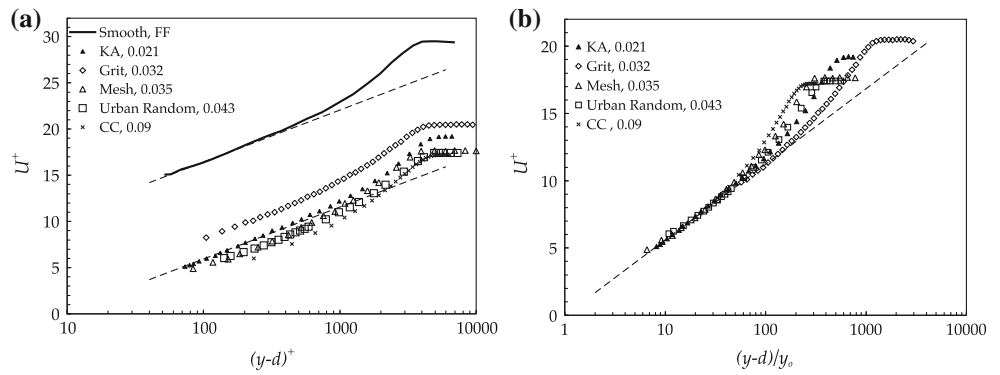 (a)
30
25
20
15
10
5
0
U+
Smooth, FF
KA, 0.021
Grit, 0.032
Mesh, 0.035
Urban Random, 0.043
CC, 0.09
10
100
1000
10000
(y-d)+
(b)
20
15
10
5
0
U+
KA, 0.021
Grit, 0.032
Mesh, 0.035
Urban Random, 0.043
CC , 0.09
1
10
100
1000
10000
(y-d)/yo